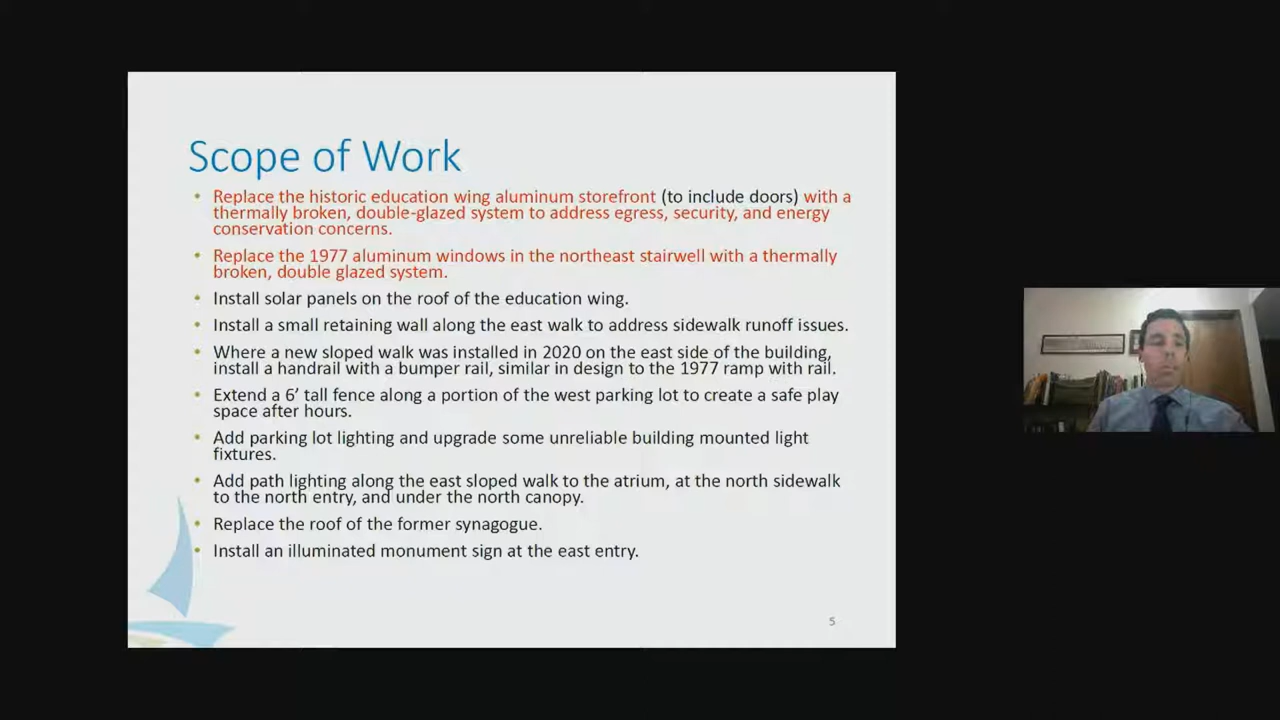 Scope of Work
• Replace the historic education wing aluminum storefront (to include doors) with a
thermally broken, double-glazed system to address egress, security, and energy
conservation concerns.
• Replace the 1977 aluminum windows in the northeast stairwell with a thermally
broken, double glazed system.
• Install solar panels on the roof of the education wing.
• Install a small retaining wall along the east walk to address sidewalk runoff issues.
• Where a new sloped walk was installed in 2020 on the east side of the building,
install a handrail with a bumper rail, similar in design to the 1977 ramp with rail.
• Extend a 6’ tall fence along a portion of the west parking lot to create a safe play
space after hours.
• Add parking lot lighting and upgrade some unreliable building mounted light
fixtures.
• Add path lighting along the east sloped walk to the atrium, at the north sidewalk
to the north entry, and under the north canopy.
• Replace the roof of the former synagogue.
• Install an illuminated monument sign at the east entry.
5